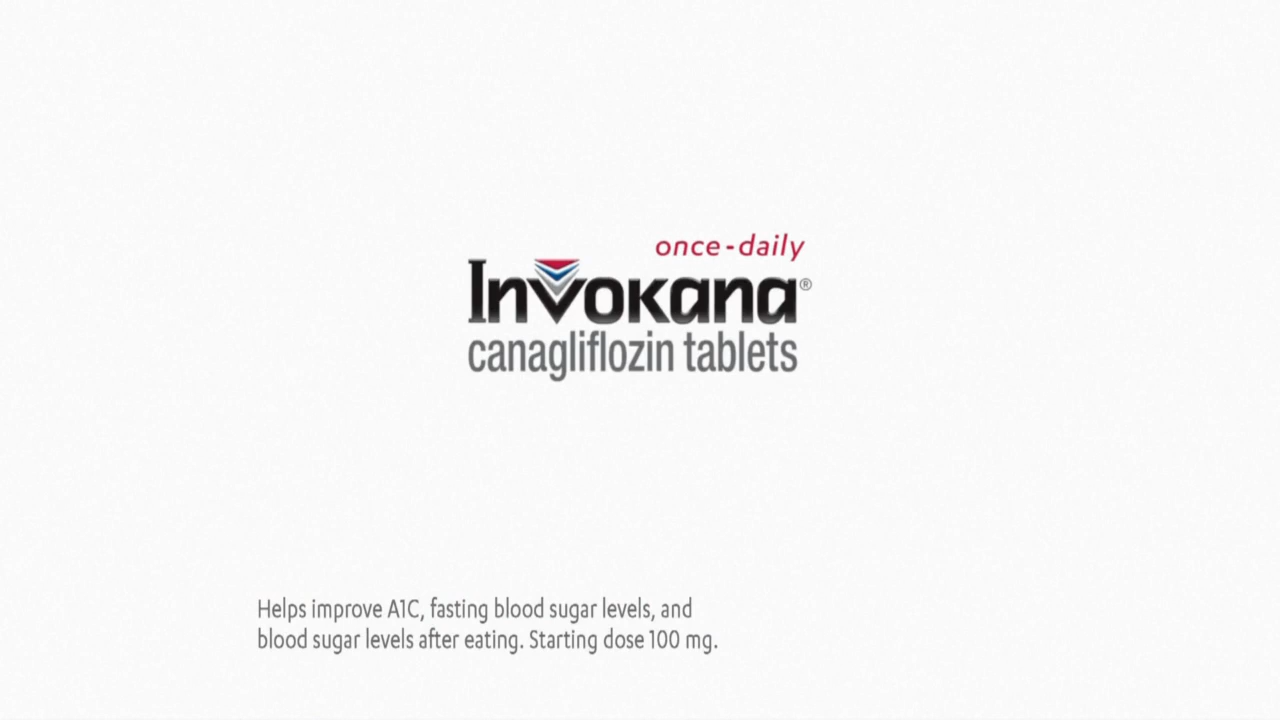 once-daily
Invokana®
canagliflozin tablets
Helps improve A1C, fasting blood sugar levels, and
blood sugar levels after eating. Starting dose 100 mg.